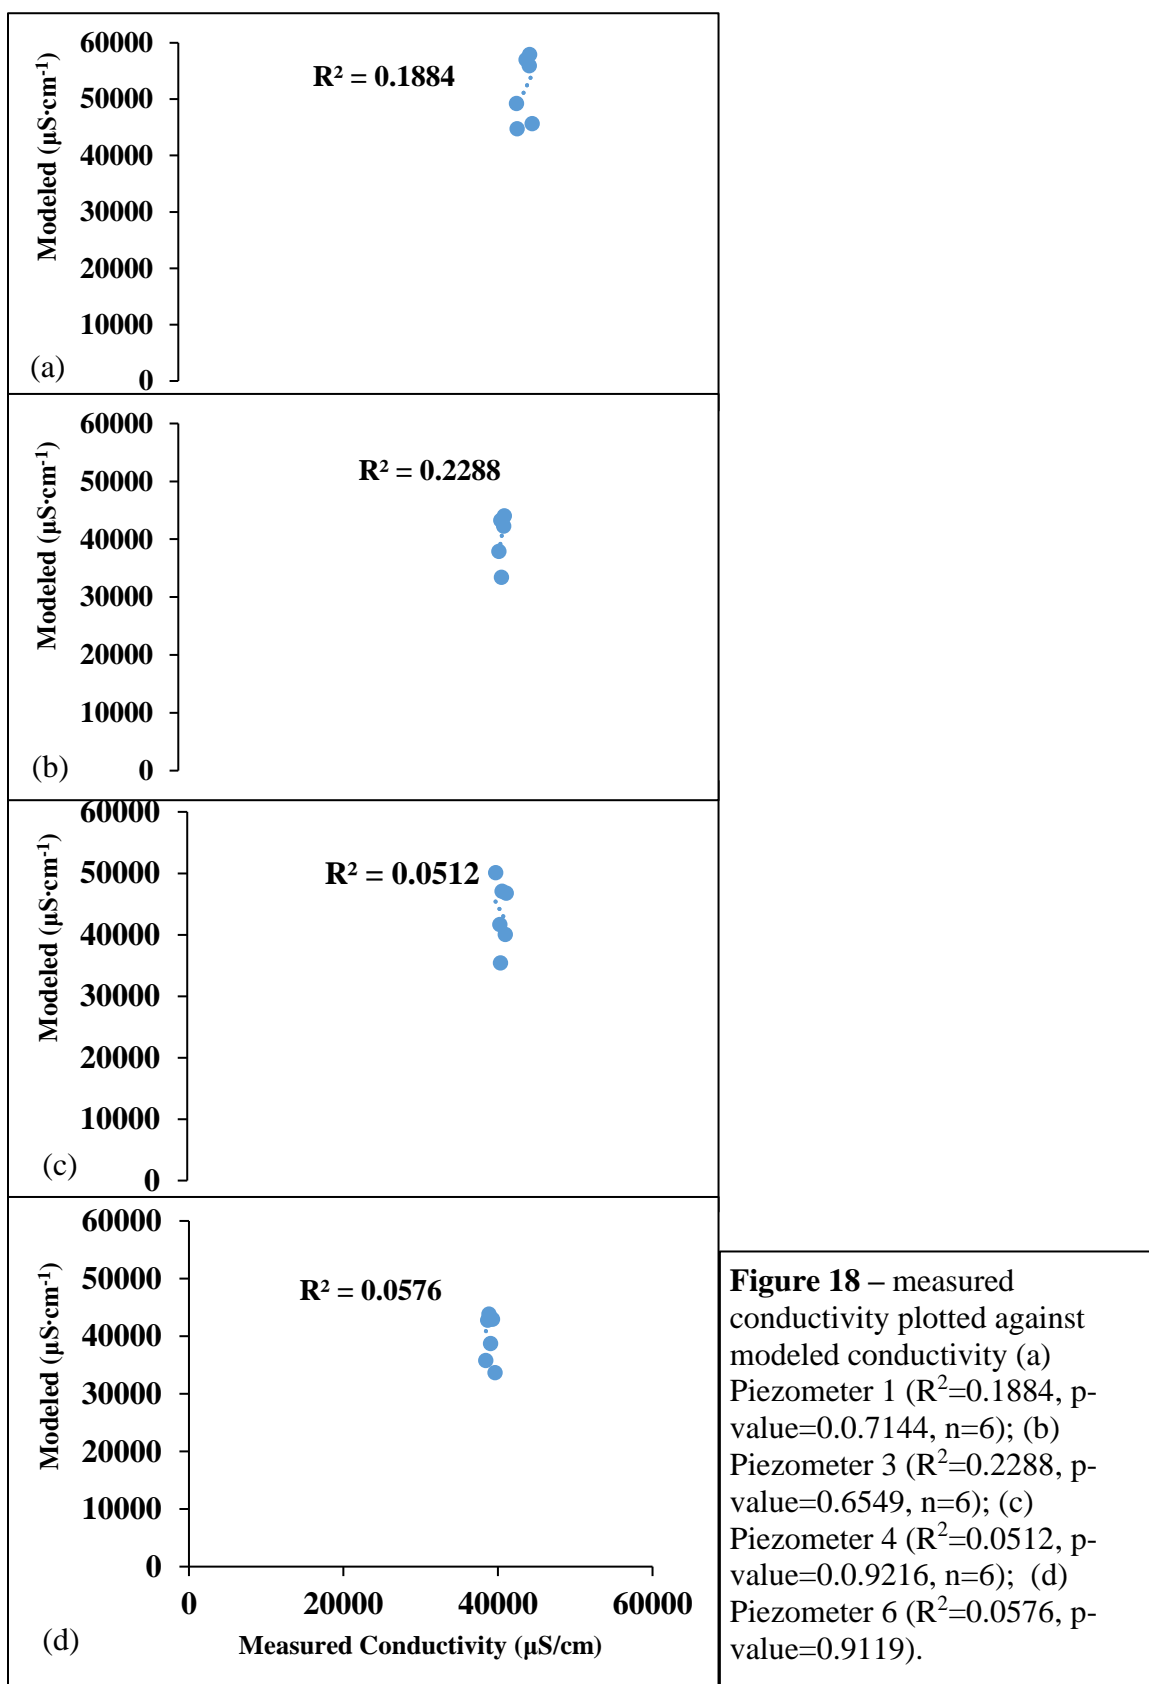 60000
50000
40000
30000
20000
10000
0
Modeled (µS·cm⁻¹)
R² = 0.1884
(a)
60000
50000
40000
30000
20000
10000
0
Modeled (µS·cm⁻¹)
R² = 0.2288
(b)
60000
50000
40000
30000
20000
10000
0
Modeled (µS·cm⁻¹)
R² = 0.0512
(c)
60000
50000
40000
30000
20000
10000
0
Modeled (µS·cm⁻¹)
R² = 0.0576
0 20000 40000 60000
(d)
Measured Conductivity (µS/cm)
Figure 18 – measured
conductivity plotted against
modeled conductivity (a)
Piezometer 1 (R²=0.1884, p-
value=0.0.7144, n=6); (b)
Piezometer 3 (R²=0.2288, p-
value=0.6549, n=6); (c)
Piezometer 4 (R²=0.0512, p-
value=0.0.9216, n=6);  (d)
Piezometer 6 (R²=0.0576, p-
value=0.9119).